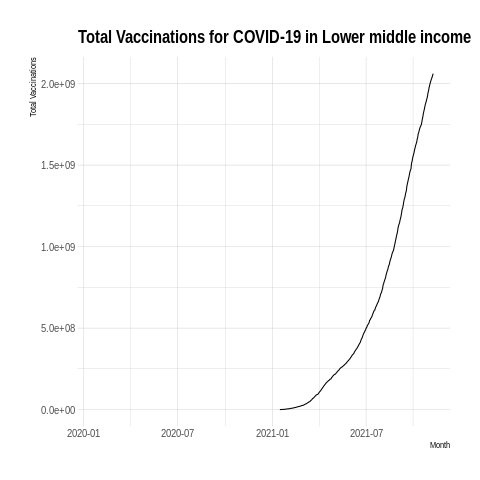 Total Vaccinations for COVID-19 in Lower middle income
Total Vaccinations
2.0e+09
1.5e+09
1.0e+09
5.0e+08
0.0e+00
2020-01 2020-07 2021-01 2021-07
Month